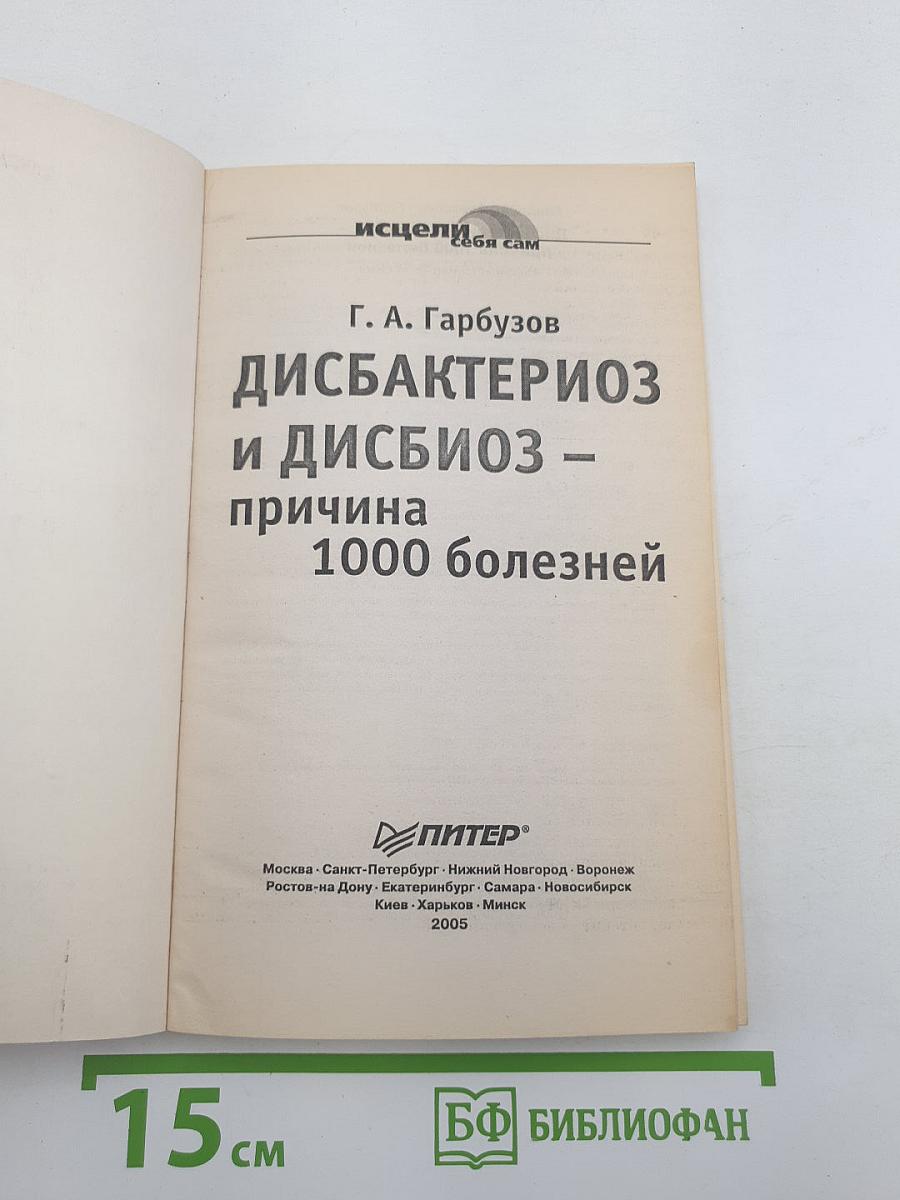 исцели
себя сам
Г. А. Гарбузов
ДИСБАКТЕРИОЗ
и ДИСБИОЗ –
причина
1000 болезней
ПИТЕР®
Москва · Санкт-Петербург · Нижний Новгород · Воронеж
Ростов-на Дону · Екатеринбург · Самара · Новосибирск
Киев · Харьков · Минск
2005
15 см
БФ БИБЛИОФАН